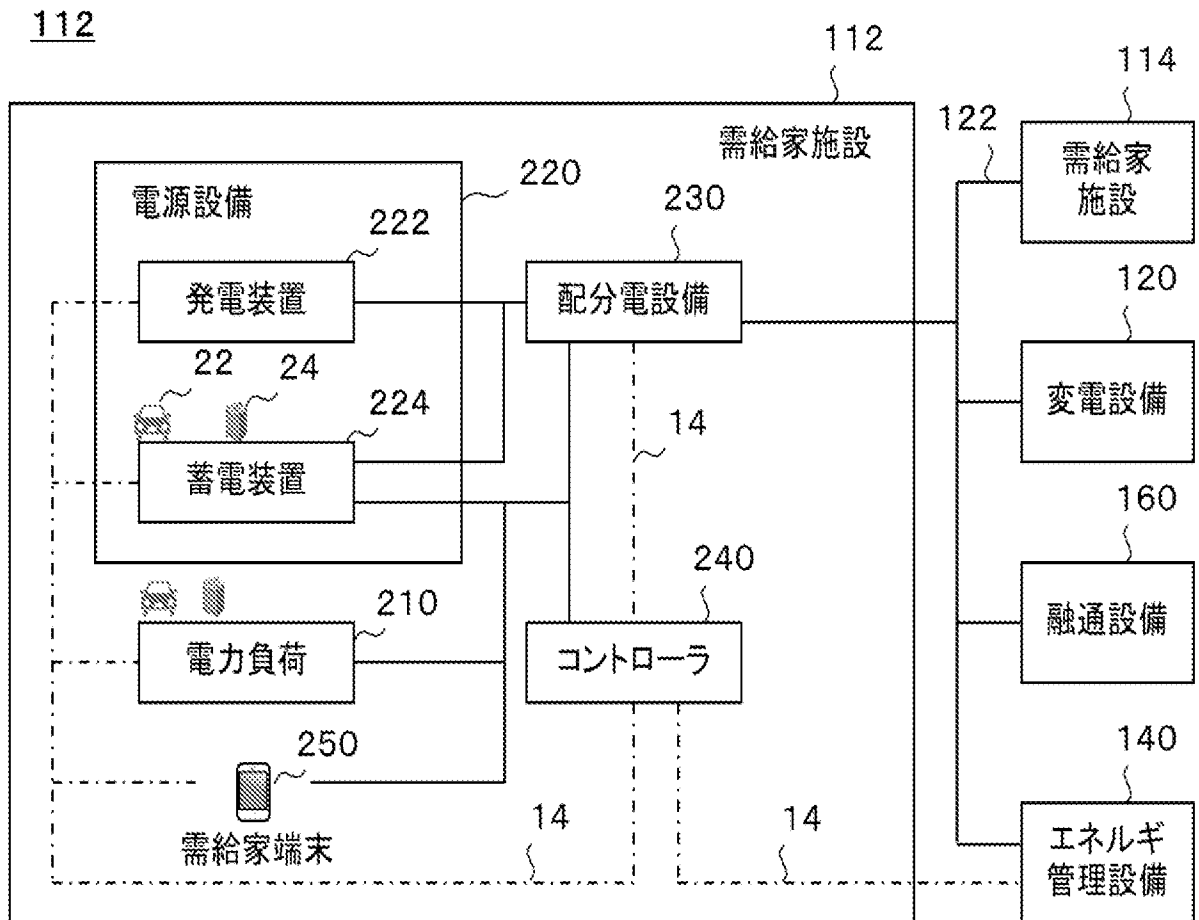 112
112
需給家施設
114
122
需給家
施設
220
電源設備
222
発電装置
230
配分電設備
120
変電設備
22
24
224
蓄電装置
14
160
融通設備
210
電力負荷
240
コントローラ
250
需給家端末
14
14
140
エネルギ
管理設備